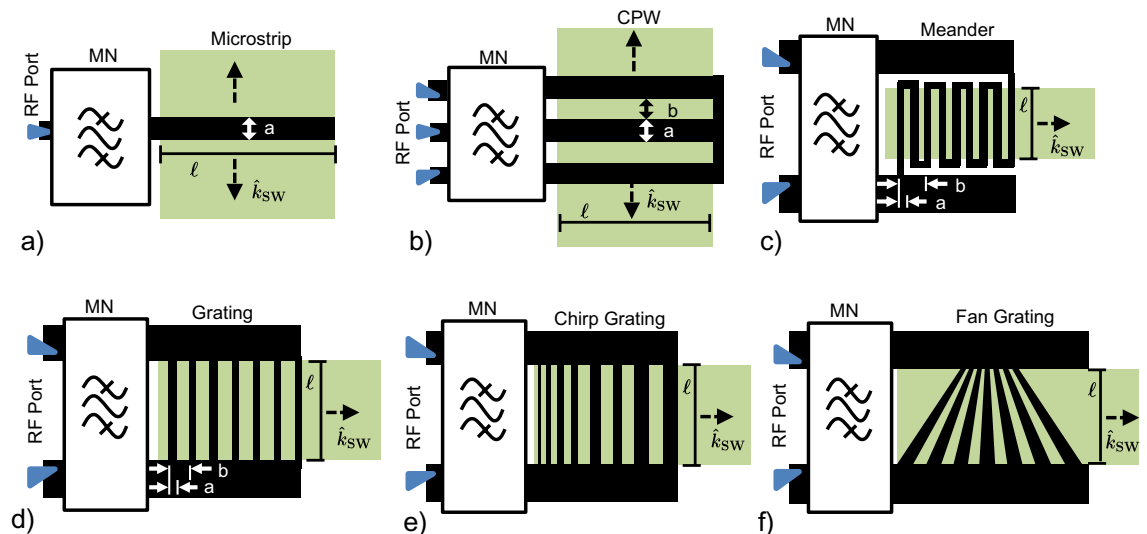 Microstrip
MN
RF Port
a
ℓ
k̂SW
a)
CPW
MN
RF Port
b
a
ℓ
k̂SW
b)
MN
Meander
RF Port
ℓ
k̂SW
b
a
c)
MN
Grating
RF Port
ℓ
k̂SW
b
a
d)
MN
Chirp Grating
RF Port
ℓ
k̂SW
e)
MN
Fan Grating
RF Port
ℓ
k̂SW
f)